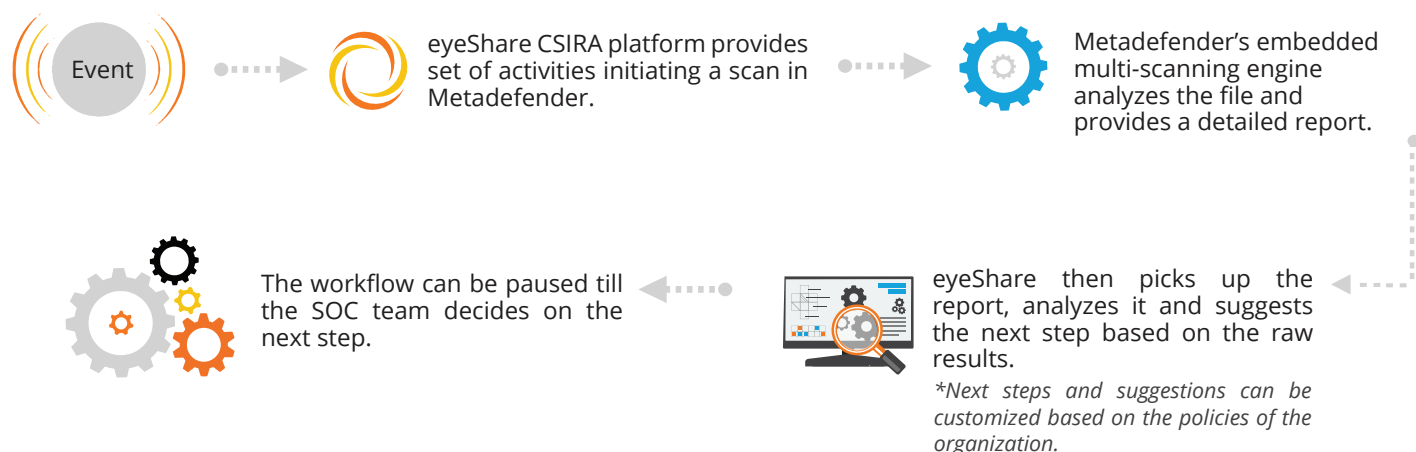 Event
eyeShare CSIRA platform provides
set of activities initiating a scan in
Metadefender.
Metadefender’s embedded
multi-scanning engine
analyzes the file and
provides a detailed report.
eyeShare then picks up the
report, analyzes it and suggests
the next step based on the raw
results.
*Next steps and suggestions can be
customized based on the policies of the
organization.
The workflow can be paused till
the SOC team decides on the
next step.